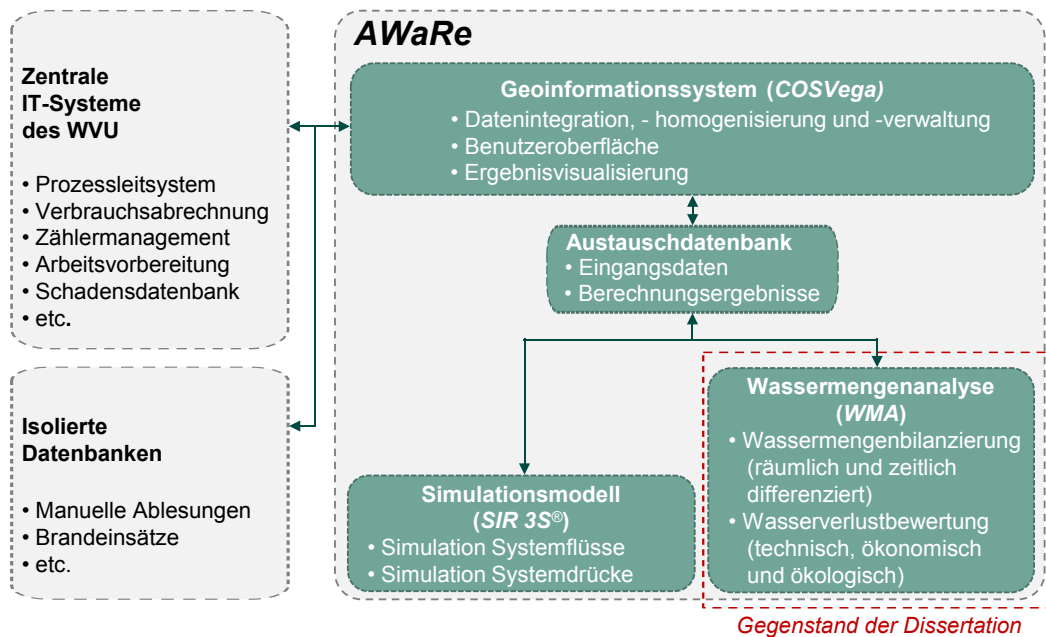 Zentrale
IT-Systeme
des WVU
• Prozessleitsystem
• Verbrauchsabrechnung
• Zählermanagement
• Arbeitsvorbereitung
• Schadensdatenbank
• etc.
Isolierte
Datenbanken
• Manuelle Ablesungen
• Brandeinsätze
• etc.
AWaRe
Geoinformationssystem (COSVega)
• Datenintegration, - homogenisierung und -verwaltung
• Benutzeroberfläche
• Ergebnisvisualisierung
Austauschdatenbank
• Eingangsdaten
• Berechnungsergebnisse
Simulationsmodell
(SIR 3S®)
• Simulation Systemflüsse
• Simulation Systemdrücke
Wassermengenanalyse
(WMA)
• Wassermengenbilanzierung
(räumlich und zeitlich
differenziert)
• Wasserverlustbewertung
(technisch, ökonomisch
und ökologisch)
Gegenstand der Dissertation